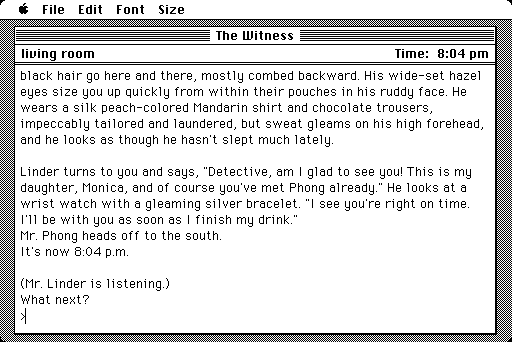 File Edit Font Size
The Witness
living room Time: 8:04 pm
black hair go here and there, mostly combed backward. His wide-set hazel
eyes size you up quickly from within their pouches in his ruddy face. He
wears a silk peach-colored Mandarin shirt and chocolate trousers,
impeccably tailored and laundered, but sweat gleams on his high forehead,
and he looks as though he hasn't slept much lately.
Linder turns to you and says, "Detective, am I glad to see you! This is my
daughter, Monica, and of course you've met Phong already." He looks at a
wrist watch with a gleaming silver bracelet. "I see you're right on time.
I'll be with you as soon as I finish my drink."
Mr. Phong heads off to the south.
It's now 8:04 p.m.
(Mr. Linder is listening.)
What next?
>